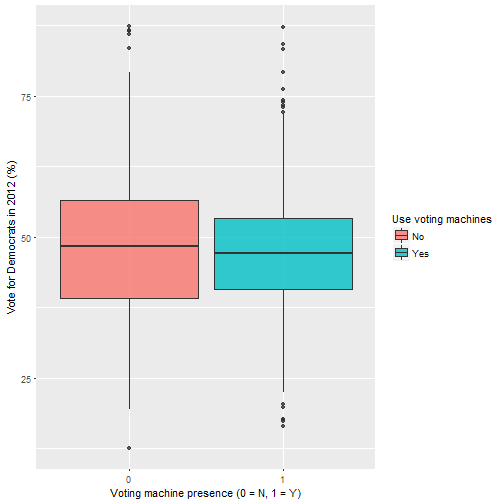 Vote for Democrats in 2012 (%)
75
50
25
0
1
Voting machine presence (0 = N, 1 = Y)
Use voting machines
No
Yes